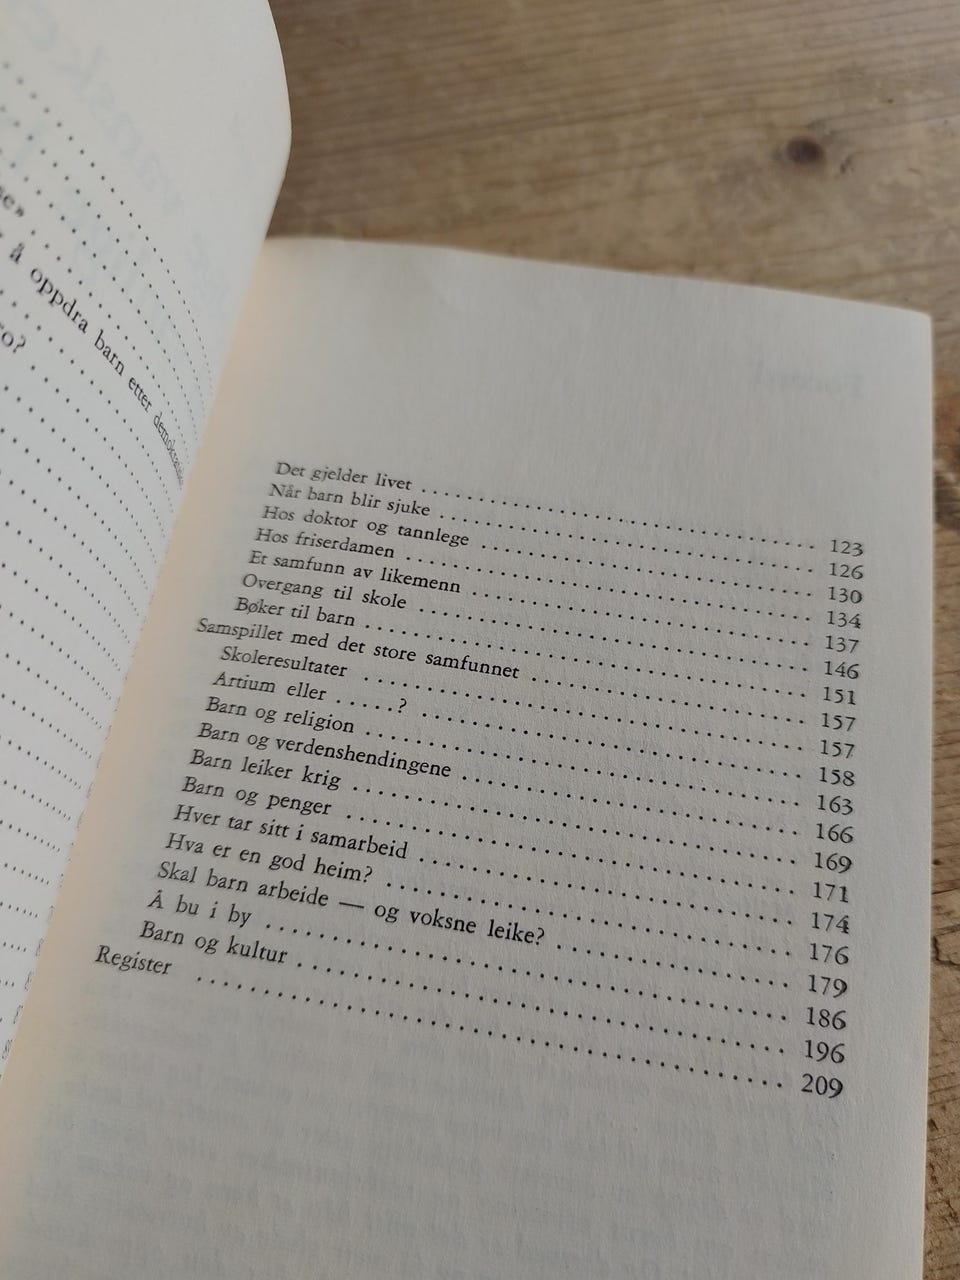 å oppdra barn etter
Det gjelder livet . . . . . . . . . . . . . . . . . . . . 123
Når barn blir sjuke . . . . . . . . . . . . . . . . . . . . 126
Hos doktor og tannlege . . . . . . . . . . . . . . . . . . . . 130
Hos friserdamen . . . . . . . . . . . . . . . . . . . . 134
Et samfunn av likemenn . . . . . . . . . . . . . . . . . . . . 137
Overgang til skole . . . . . . . . . . . . . . . . . . . . 146
Bøker til barn . . . . . . . . . . . . . . . . . . . . 151
Samspillet med det store samfunnet . . . . . . . . . . . . . . . . . . . . 157
Skoleresultater . . . . . . . . . . . . . . . . . . . . 157
Artium eller . . . . . ? . . . . . . . . . . . . . . . . . . . . 158
Barn og religion . . . . . . . . . . . . . . . . . . . . 163
Barn og verdenshendingene . . . . . . . . . . . . . . . . . . . . 166
Barn leiker krig . . . . . . . . . . . . . . . . . . . . 169
Barn og penger . . . . . . . . . . . . . . . . . . . . 171
Hver tar sitt i samarbeid . . . . . . . . . . . . . . . . . . . . 174
Hva er en god heim? . . . . . . . . . . . . . . . . . . . . 176
Skal barn arbeide — og voksne leike? . . . . . . . . . . . . . . . . . . . . 179
Å bu i by . . . . . . . . . . . . . . . . . . . . 186
Barn og kultur . . . . . . . . . . . . . . . . . . . . 196
Register . . . . . . . . . . . . . . . . . . . . 209